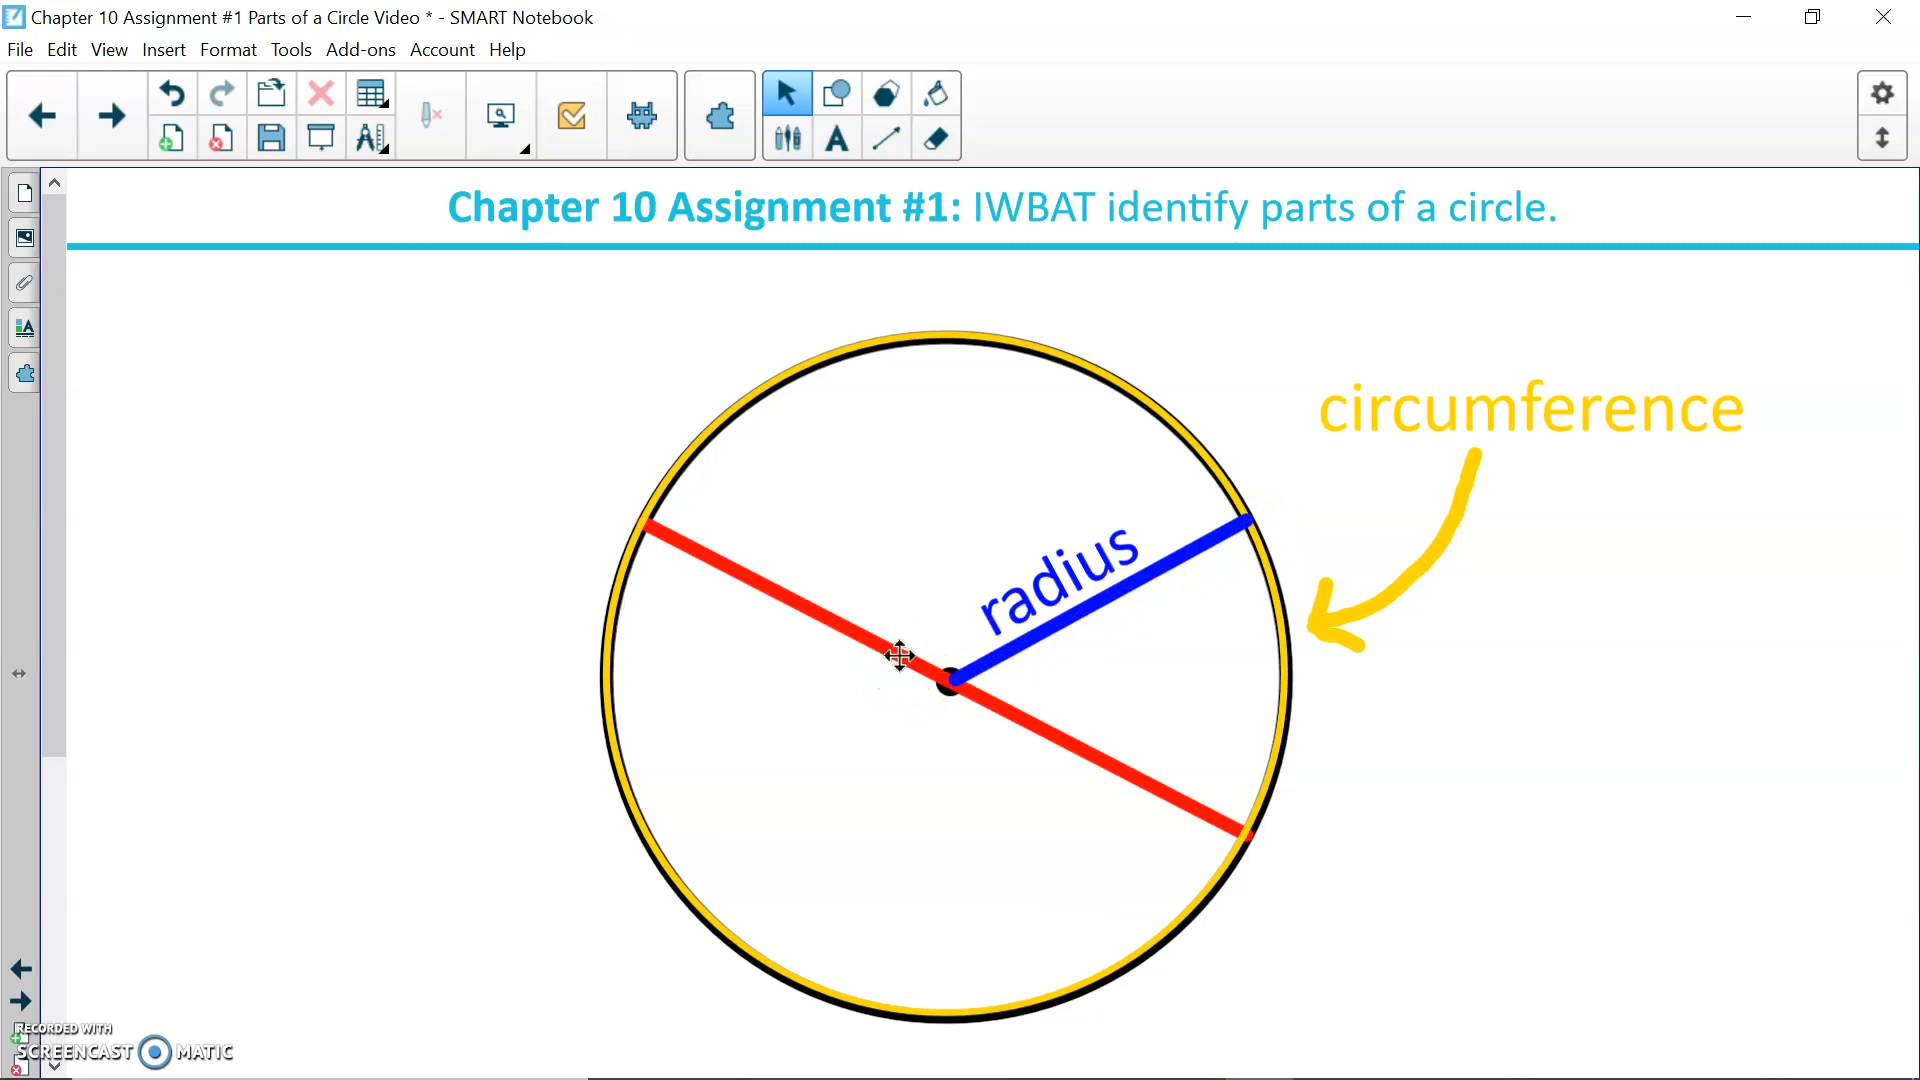 Chapter 10 Assignment #1 Parts of a Circle Video * - SMART Notebook
File Edit View Insert Format Tools Add-ons Account Help
Chapter 10 Assignment #1: IWBAT identify parts of a circle.
circumference
radius
RECORDED WITH
SCREENCAST MATIC